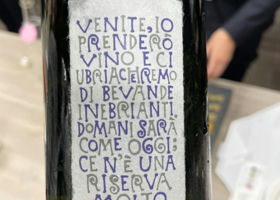 VENITE, IO
PRENDERÒ
VINO E CI
UBRIACHEREMO
DI BEVANDE
INEBRIANTI.
DOMANI SARÀ
COME OGGI;
CE N'È UNA
RISERVA
MOLTO